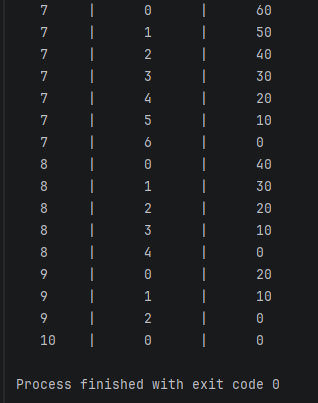 7 | 0 | 60
7 | 1 | 50
7 | 2 | 40
7 | 3 | 30
7 | 4 | 20
7 | 5 | 10
7 | 6 | 0
8 | 0 | 40
8 | 1 | 30
8 | 2 | 20
8 | 3 | 10
8 | 4 | 0
9 | 0 | 20
9 | 1 | 10
9 | 2 | 0
10 | 0 | 0
Process finished with exit code 0